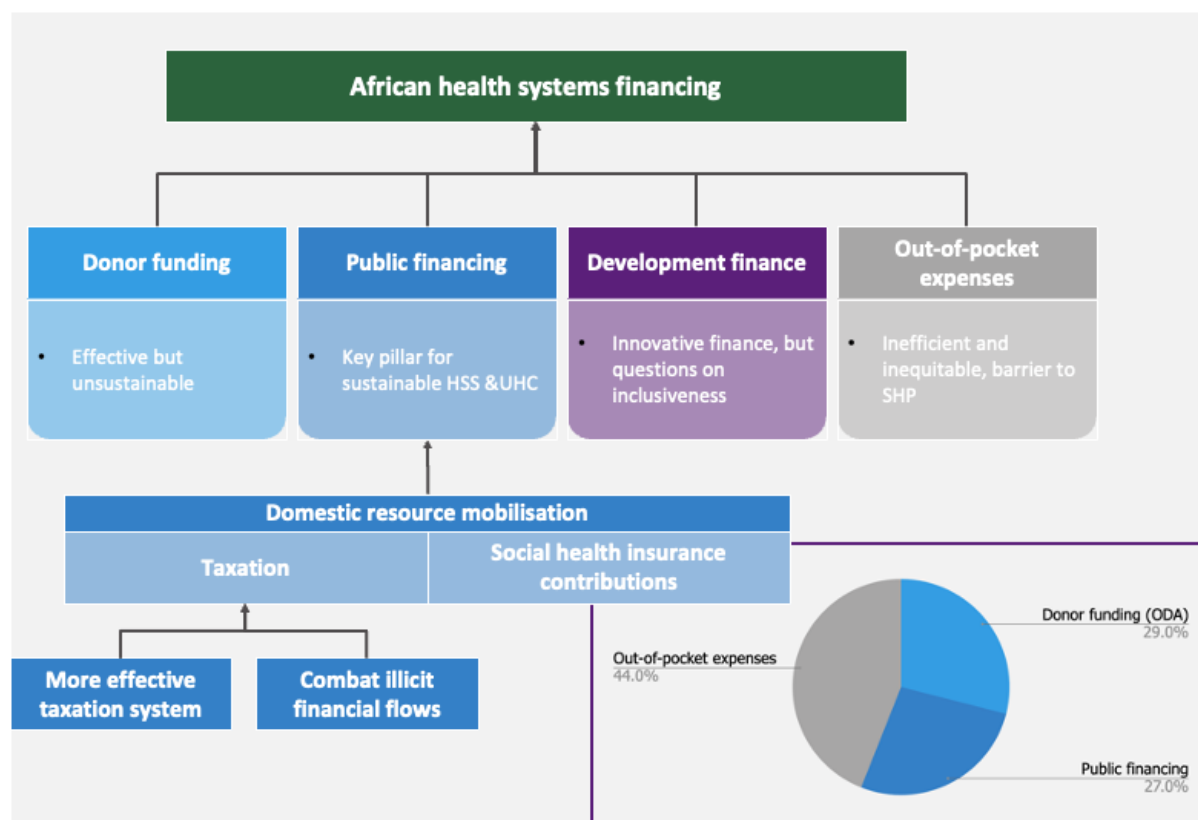 African health systems financing
Donor funding
Public financing
Development finance
Out-of-pocket
expenses
• Effective but
unsustainable
• Key pillar for
sustainable HSS &UHC
• Innovative finance, but
questions on
inclusiveness
• Inefficient and
inequitable, barrier to
SHP
Domestic resource mobilisation
Taxation
Social health insurance
contributions
More effective
taxation system
Combat illicit
financial flows
Donor funding (ODA)
29.0%
Out-of-pocket expenses
44.0%
Public financing
27.0%